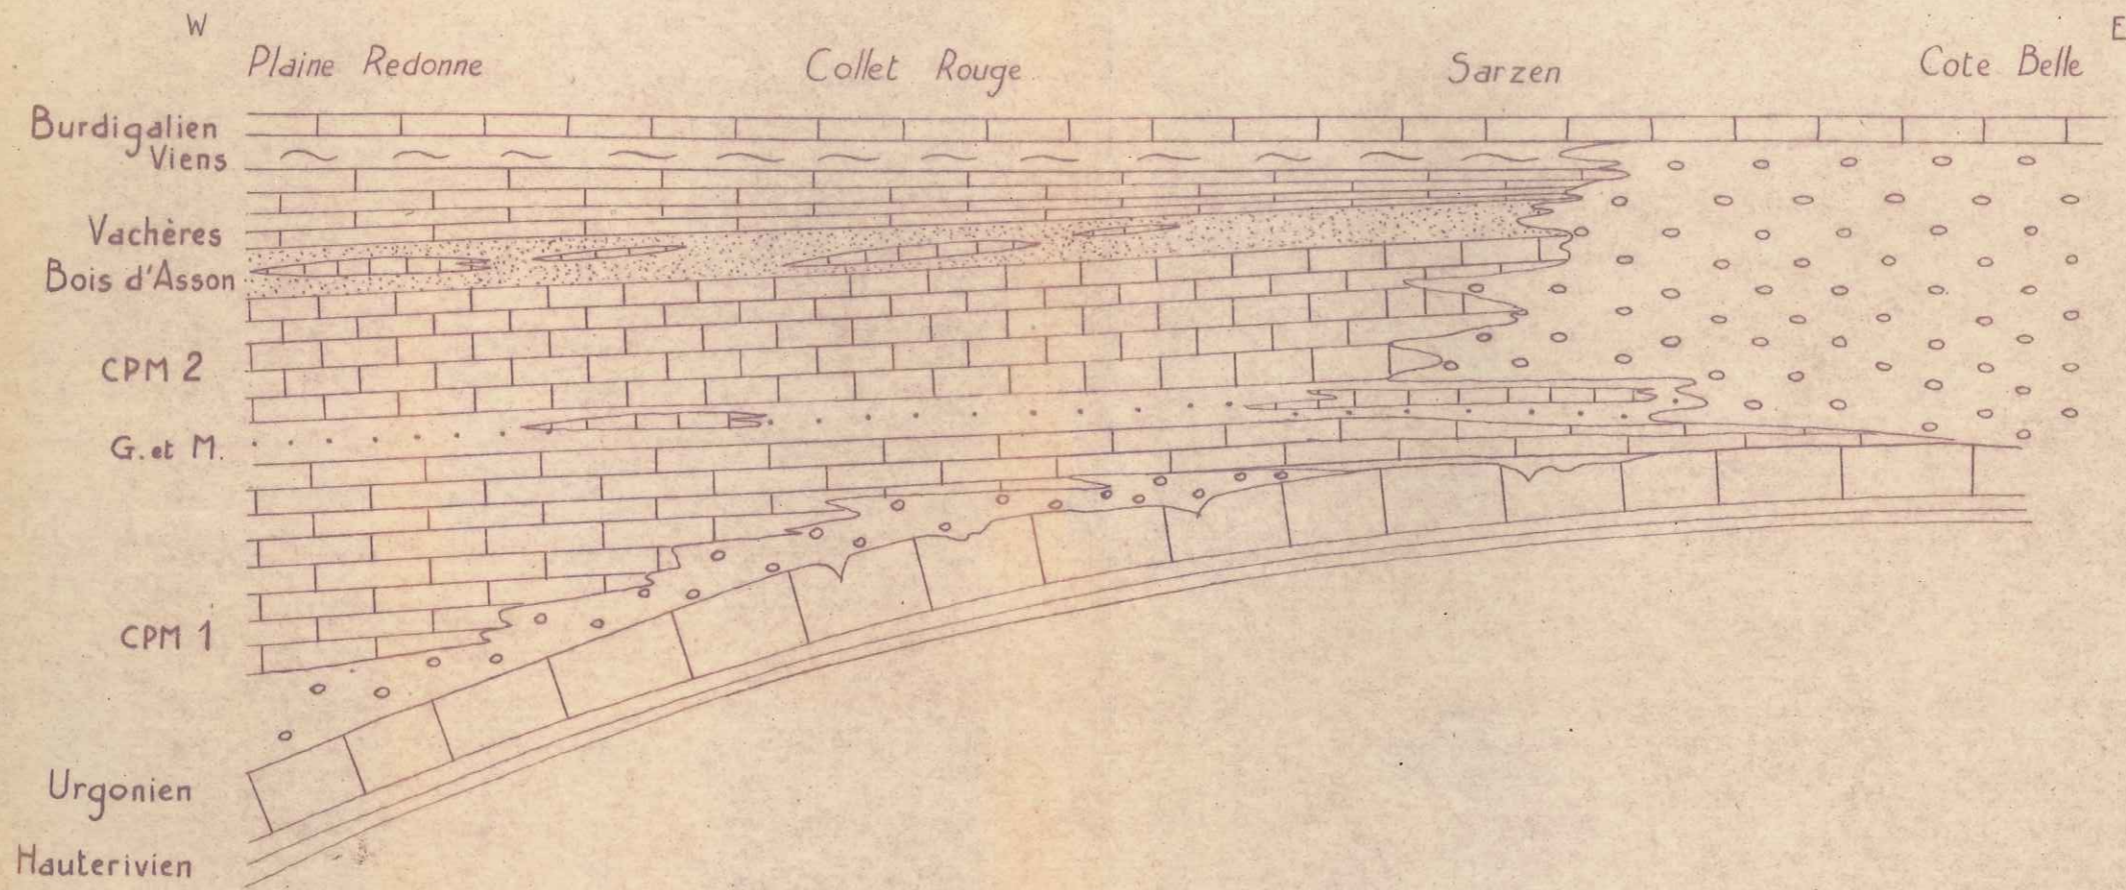 W E
Plaine Redonne Collet Rouge Sarzen Cote Belle
Burdigalien
Viens
Vachères
Bois d'Asson
CPM 2
G. et M.
CPM 1
Urgonien
Hauterivien